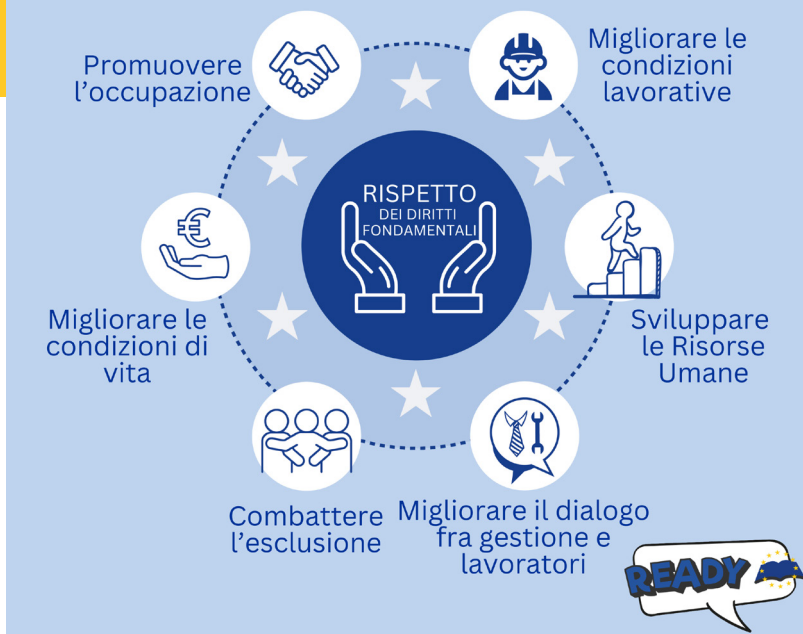 Promuovere
l'occupazione
Migliorare le
condizioni
lavorative
RISPETTO
DEI DIRITTI
FONDAMENTALI
Migliorare le
condizioni di
vita
Sviluppare
le Risorse
Umane
Combattere
l'esclusione
Migliorare il dialogo
fra gestione e
lavoratori
READY